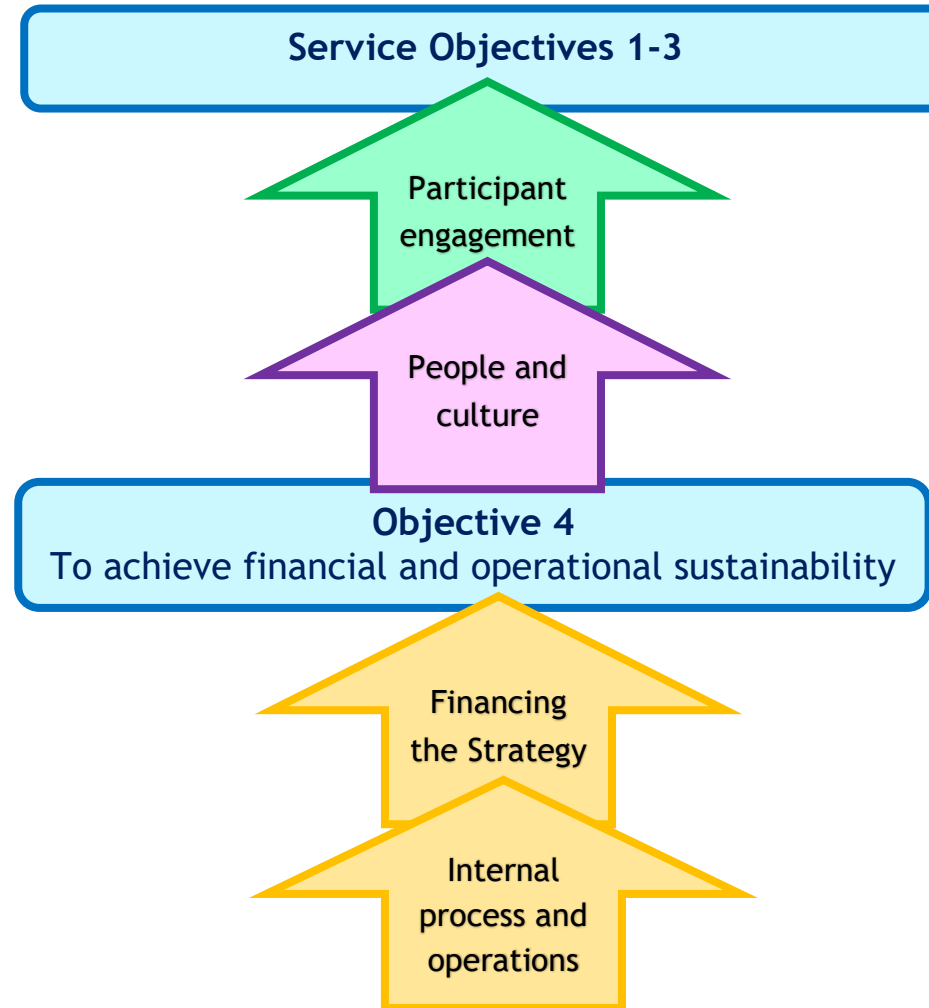 Service Objectives 1-3
Participant
engagement
People and
culture
Objective 4
To achieve financial and operational sustainability
Financing
the Strategy
Internal
process and
operations